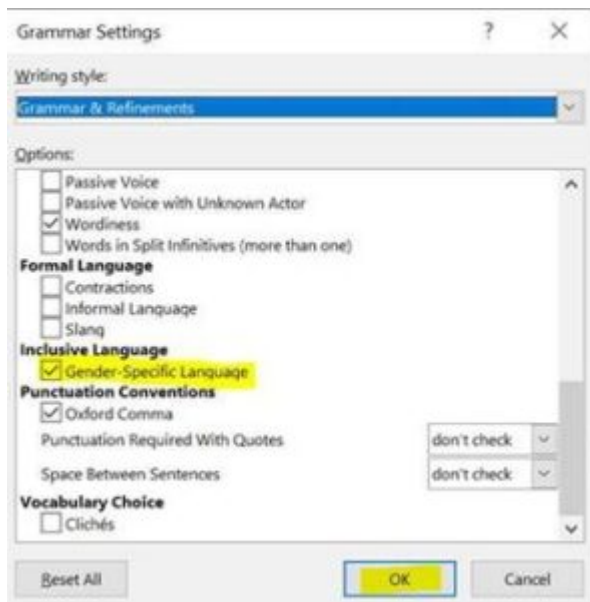 Grammar Settings ? ×
Writing style:
Grammar & Refinements
Options:
Passive Voice
Passive Voice with Unknown Actor
Wordiness
Words in Split Infinitives (more than one)
Formal Language
Contractions
Informal Language
Slang
Inclusive Language
Gender-Specific Language
Punctuation Conventions
Oxford Comma
Punctuation Required With Quotes don't check
Space Between Sentences don't check
Vocabulary Choice
Clichés
Reset All OK Cancel